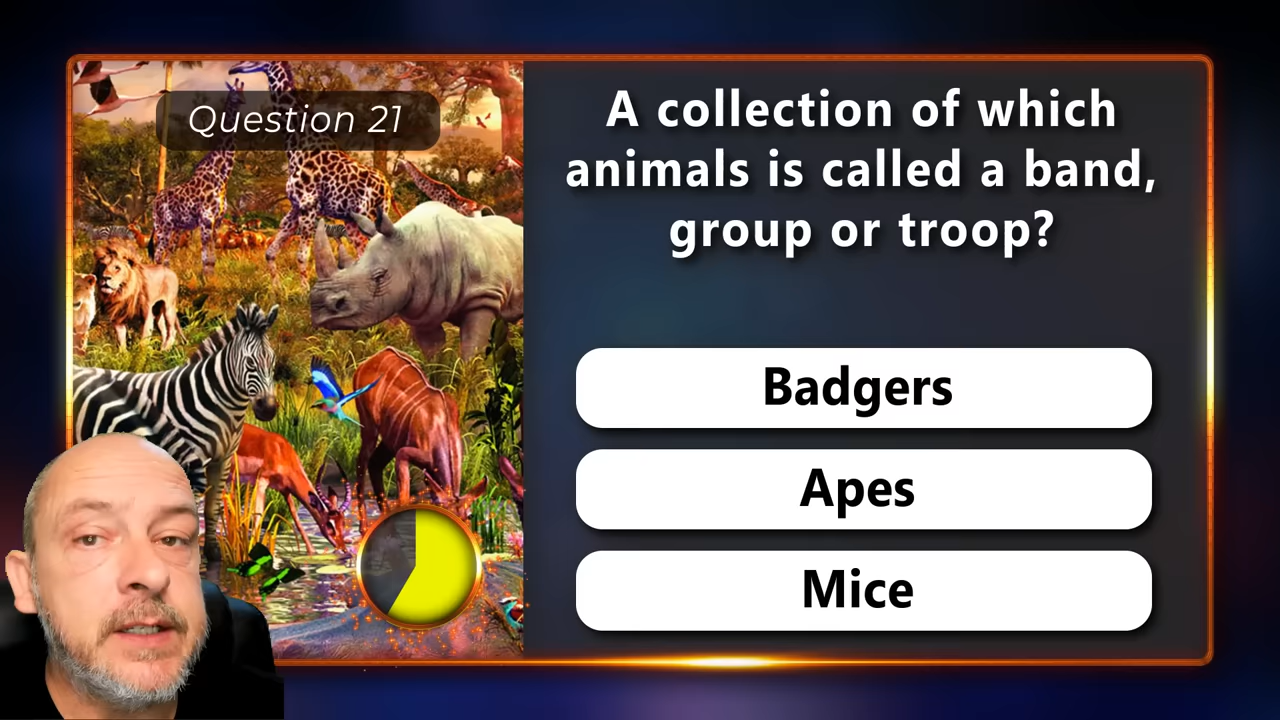 Question 21
A collection of which
animals is called a band,
group or troop?
Badgers
Apes
Mice